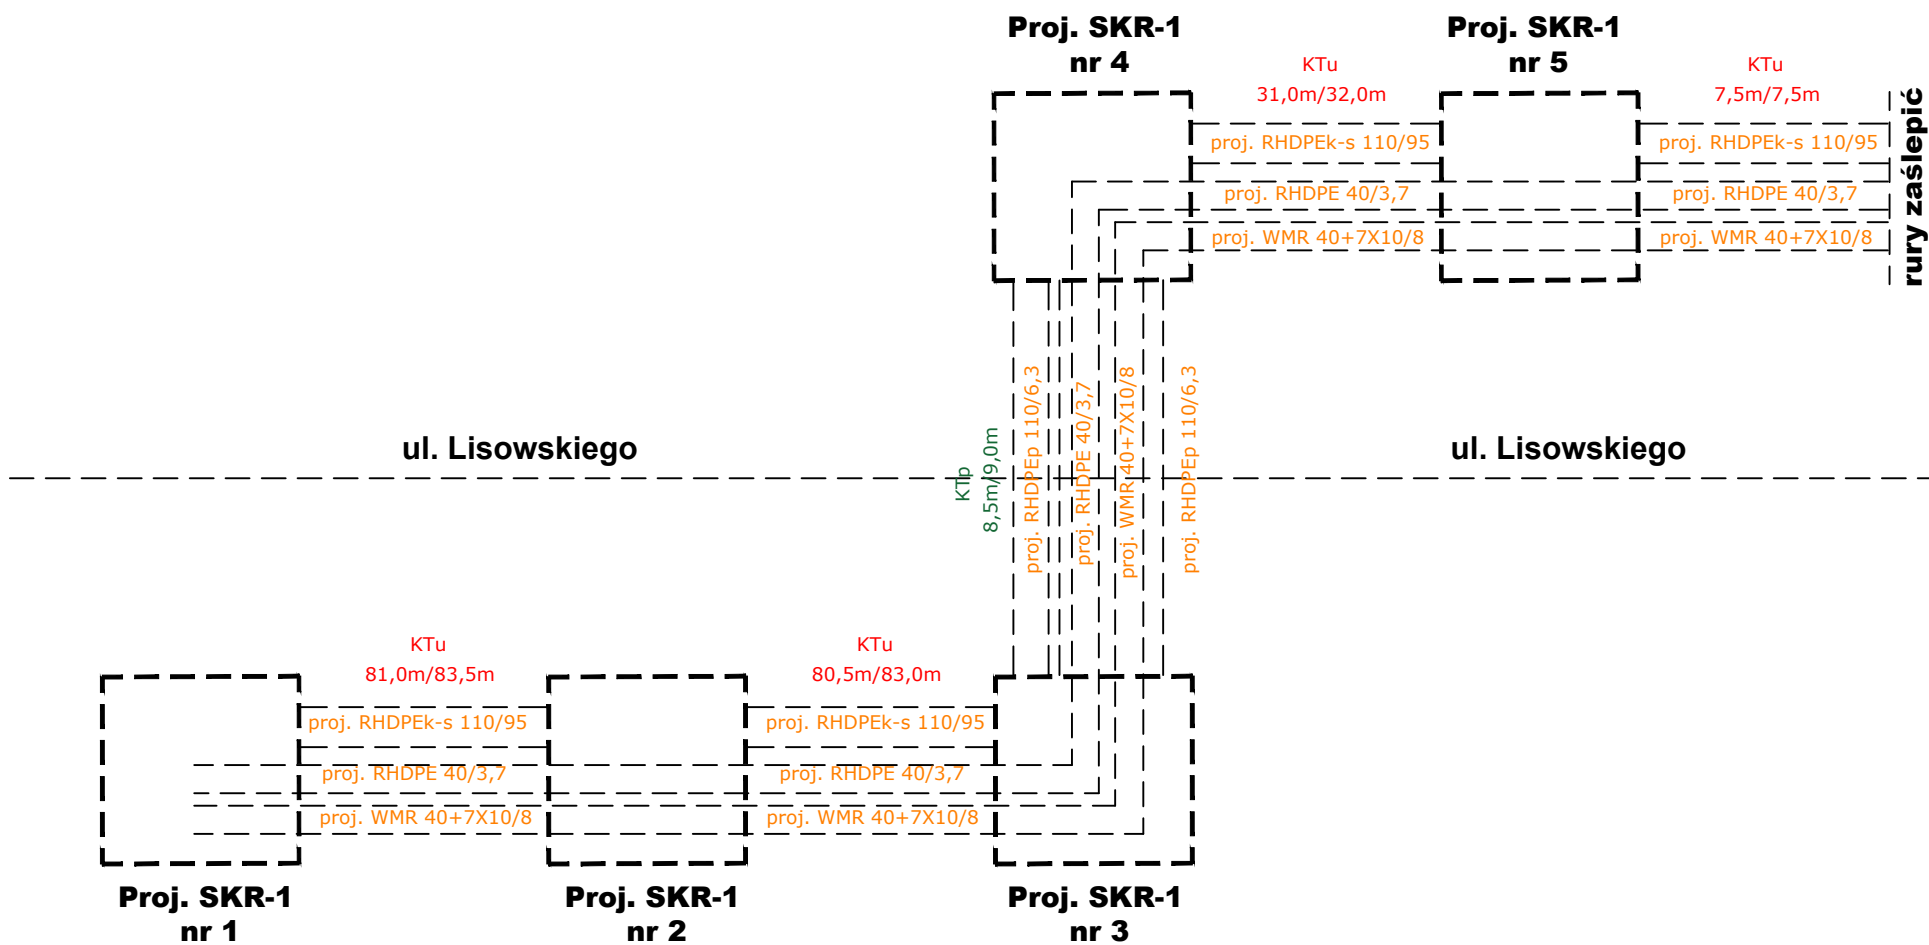 Proj. SKR-1
nr 4
Proj. SKR-1
nr 5
KTu
31,0m/32,0m
KTu
7,5m/7,5m
proj. RHDPEk-s 110/95
proj. RHDPEk-s 110/95
proj. RHDPE 40/3,7
proj. RHDPE 40/3,7
proj. WMR 40+7X10/8
proj. WMR 40+7X10/8
rury zaślepić
KTp
8,5m/9,0m
proj. RHDPEp 110/6,3
proj. RHDPE 40/3,7
proj. WMR 40+7X10/8
proj. RHDPEp 110/6,3
ul. Lisowskiego
ul. Lisowskiego
KTu
81,0m/83,5m
KTu
80,5m/83,0m
proj. RHDPEk-s 110/95
proj. RHDPEk-s 110/95
proj. RHDPE 40/3,7
proj. RHDPE 40/3,7
proj. WMR 40+7X10/8
proj. WMR 40+7X10/8
Proj. SKR-1
nr 1
Proj. SKR-1
nr 2
Proj. SKR-1
nr 3